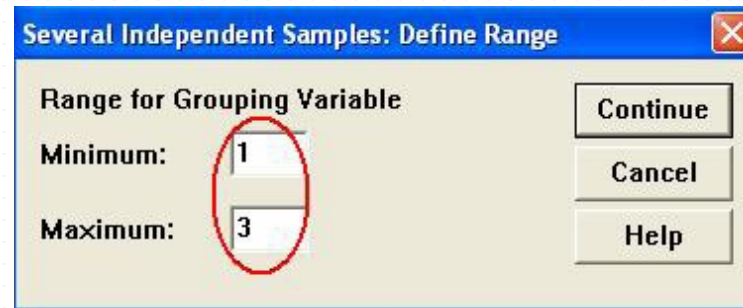 Several Independent Samples: Define Range
Range for Grouping Variable
Minimum: 1
Maximum: 3
Continue
Cancel
Help